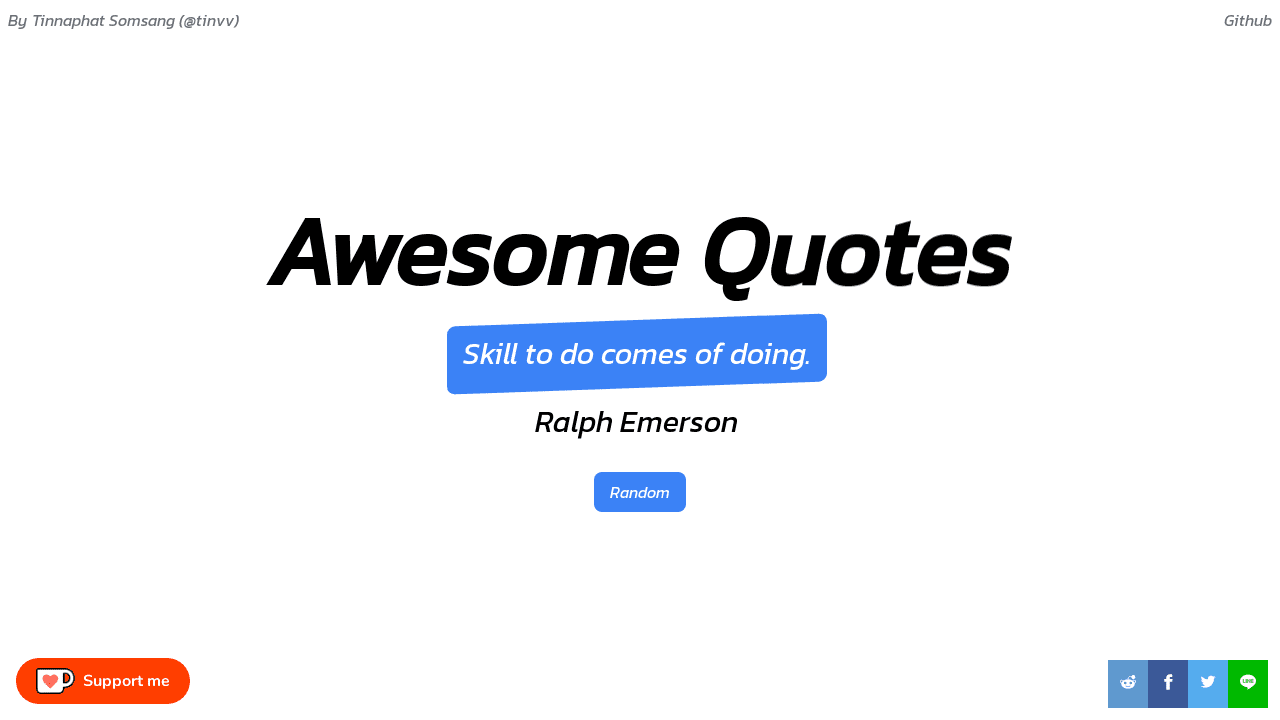 By Tinnaphat Somsang (@tinvv)
Github
Awesome Quotes
Skill to do comes of doing.
Ralph Emerson
Random
Support me
LINE